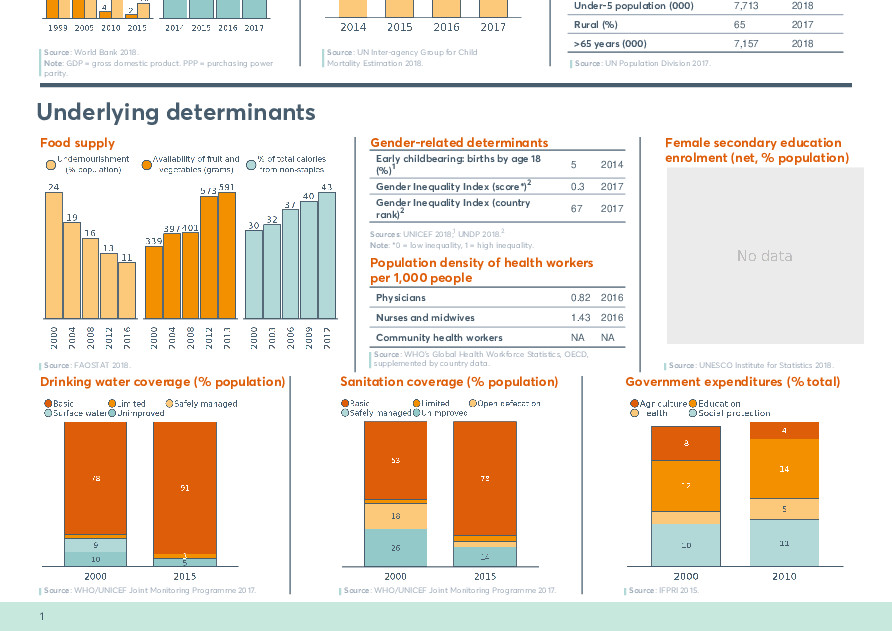 4
2
1999 2005 2010 2015
2014 2015 2016 2017
Source: World Bank 2018.
Note: GDP = gross domestic product. PPP = purchasing power
parity.
2014 2015 2016 2017
Source: UN Inter-agency Group for Child
Mortality Estimation 2018.
Under-5 population (000) 7,713 2018
Rural (%) 65 2017
>65 years (000) 7,157 2018
Source: UN Population Division 2017.
Underlying determinants
Food supply
Undernourishment
(% population)
Availability of fruit and
vegetables (grams)
% of total calories
from non-staples
24 19 16 13 11
339 397 401 573 591
30 32 37 40 43
2000 2004 2008 2012 2016
2000 2004 2008 2012 2013
2000 2003 2006 2009 2012
Source: FAOSTAT 2018.
Gender-related determinants
Early childbearing: births by age 18
(%)1 5 2014
Gender Inequality Index (score*)2 0.3 2017
Gender Inequality Index (country
rank)2 67 2017
Sources: UNICEF 2018,1 UNDP 2018.2
Note: *0 = low inequality, 1 = high inequality.
Population density of health workers
per 1,000 people
Physicians 0.82 2016
Nurses and midwives 1.43 2016
Community health workers NA NA
Source: WHO's Global Health Workforce Statistics, OECD,
supplemented by country data.
Female secondary education
enrolment (net, % population)
No data
Source: UNESCO Institute for Statistics 2018.
Drinking water coverage (% population)
Basic Limited Safely managed
Surface water Unimproved
78 9 10
91 3 5
2000 2015
Source: WHO/UNICEF Joint Monitoring Programme 2017.
Sanitation coverage (% population)
Basic Limited Open defecation
Safely managed Unimproved
53 18 26
78 14
2000 2015
Source: WHO/UNICEF Joint Monitoring Programme 2017.
Government expenditures (% total)
Agriculture Education
Health Social protection
8 12 10
4 14 5 11
2000 2010
Source: IFPRI 2015.
1